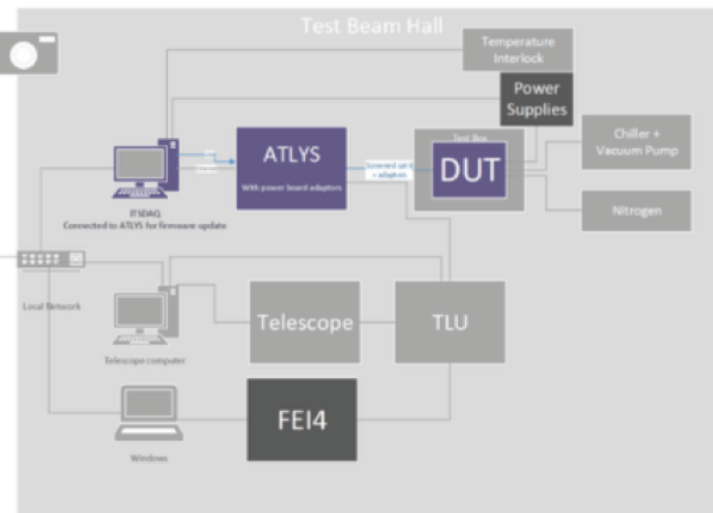 Test Beam Hall
Temperature
Interlock
Power
Supplies
ATLYS
With power board adaptors
Test Box
DUT
Chiller +
Vacuum Pump
ITSDAQ
Connected to ATLYS for firmware update
Nitrogen
Local Network
Telescope
TLU
Telescope computer
FEI4
Windows